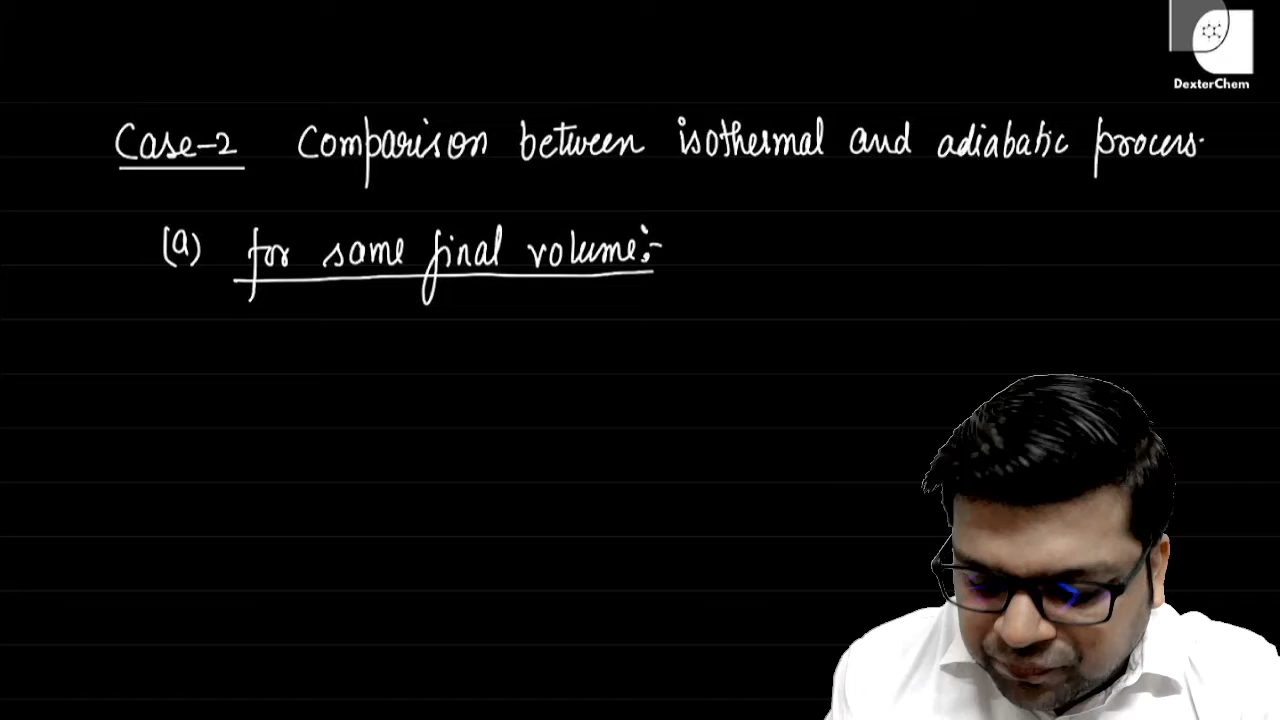 DexterChem
Case-2 Comparison between isothermal and adiabatic process.
(a) for same final volume:-